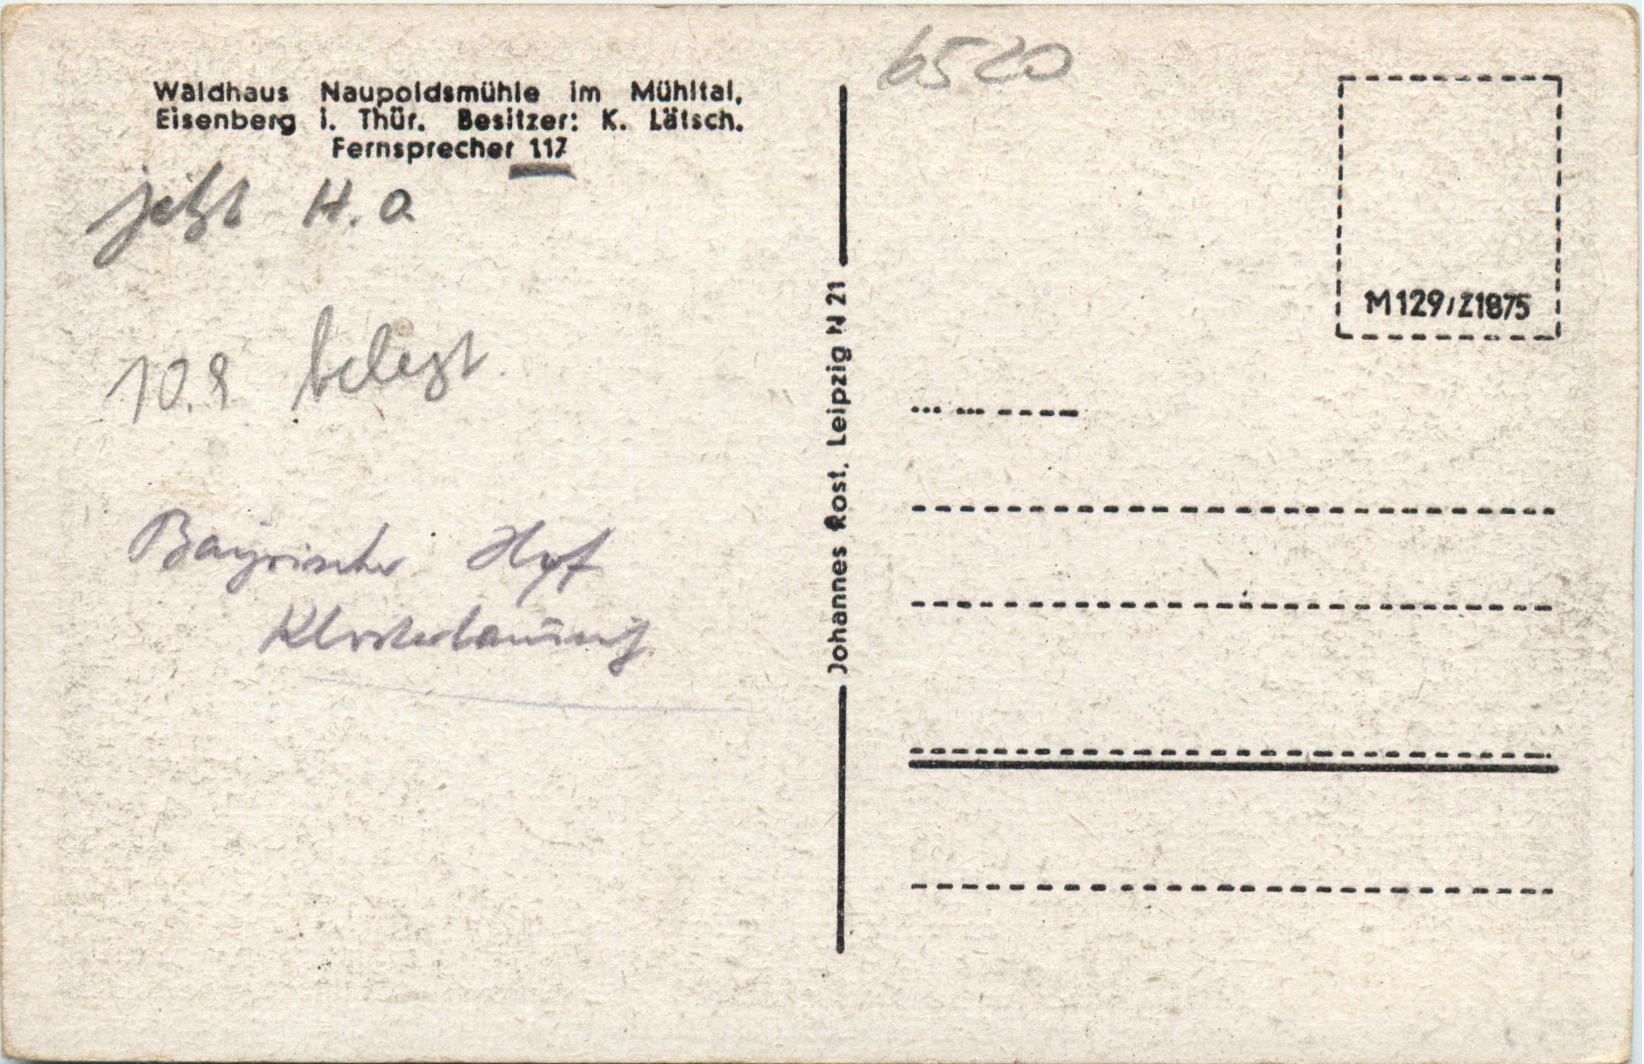 Waldhaus Naupoldsmühle im Mühltal,
Eisenberg i. Thür. Besitzer: K. Lätsch.
Fernsprecher 117
jetzt H.O
10.9 belegt
Bayrischer Hof
Klosterlausnitz
Johannes Rost, Leipzig N 21
6520
M129/Z1875